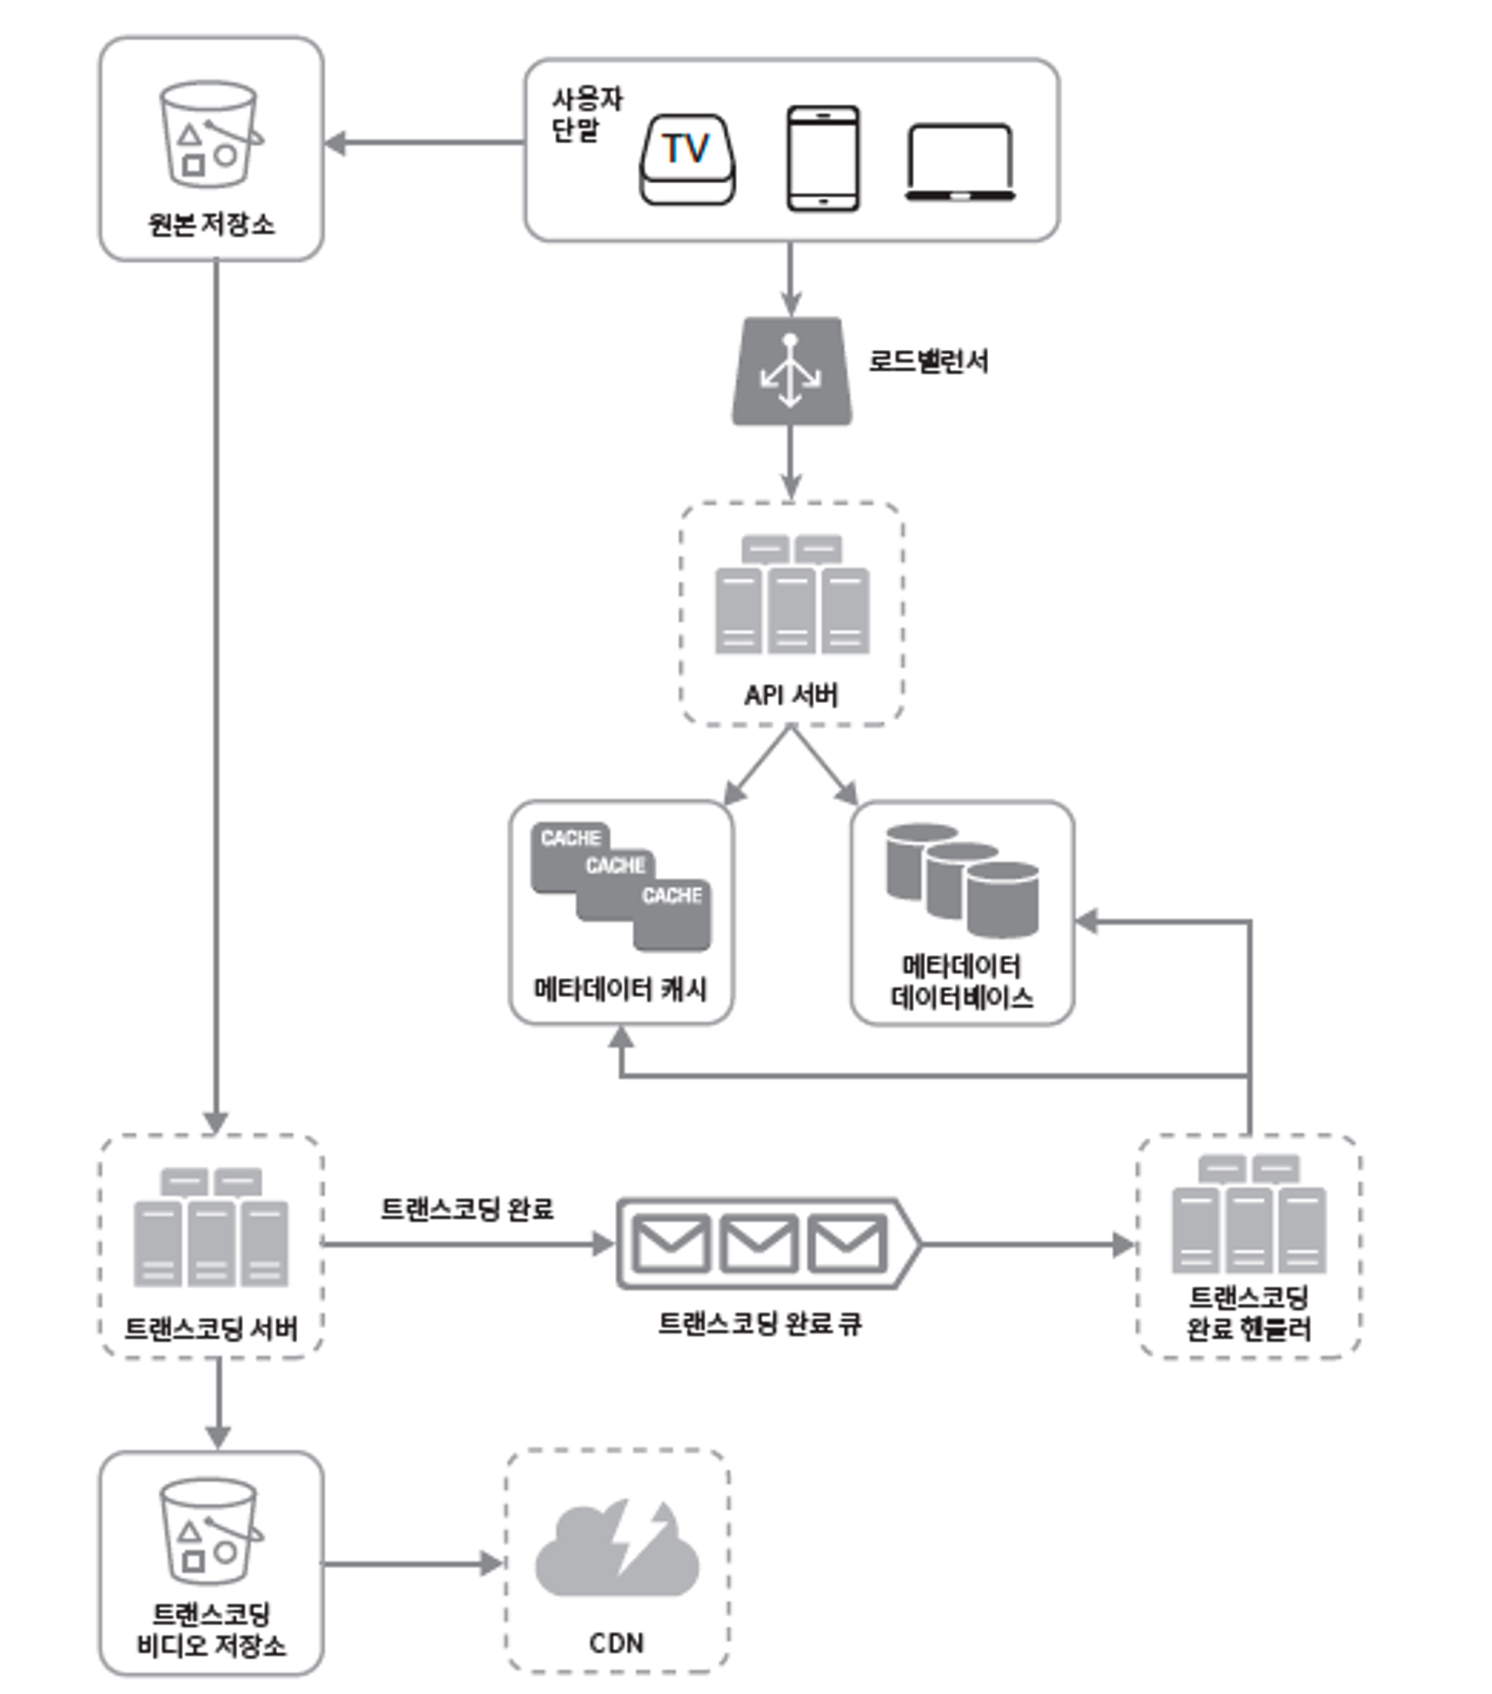 사용자
단말
TV
원본 저장소
로드밸런서
API 서버
CACHE
CACHE
CACHE
메타데이터 캐시
메타데이터
데이터베이스
트랜스코딩 서버
트랜스코딩 완료
트랜스코딩 완료 큐
트랜스코딩
완료 핸들러
트랜스코딩
비디오 저장소
CDN